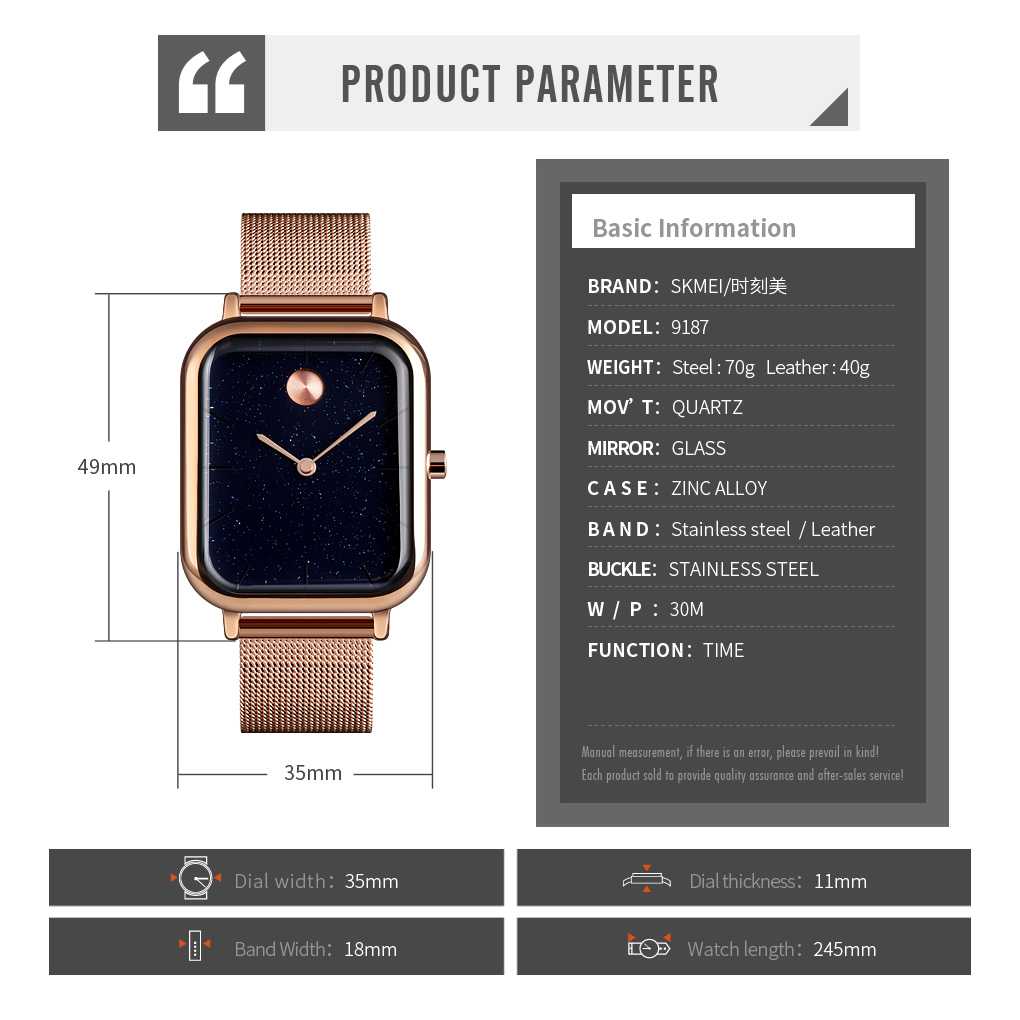 PRODUCT PARAMETER
Basic Information
BRAND: SKMEI/时刻美
MODEL: 9187
WEIGHT: Steel : 70g Leather : 40g
MOV' T: QUARTZ
MIRROR: GLASS
CASE: ZINC ALLOY
BAND: Stainless steel / Leather
BUCKLE: STAINLESS STEEL
W / P : 30M
FUNCTION: TIME
Manual measurement, if there is an error, please prevail in kind!
Each product sold to provide quality assurance and after-sales service!
49mm
35mm
Dial width: 35mm
Dial thickness: 11mm
Band Width: 18mm
Watch length: 245mm